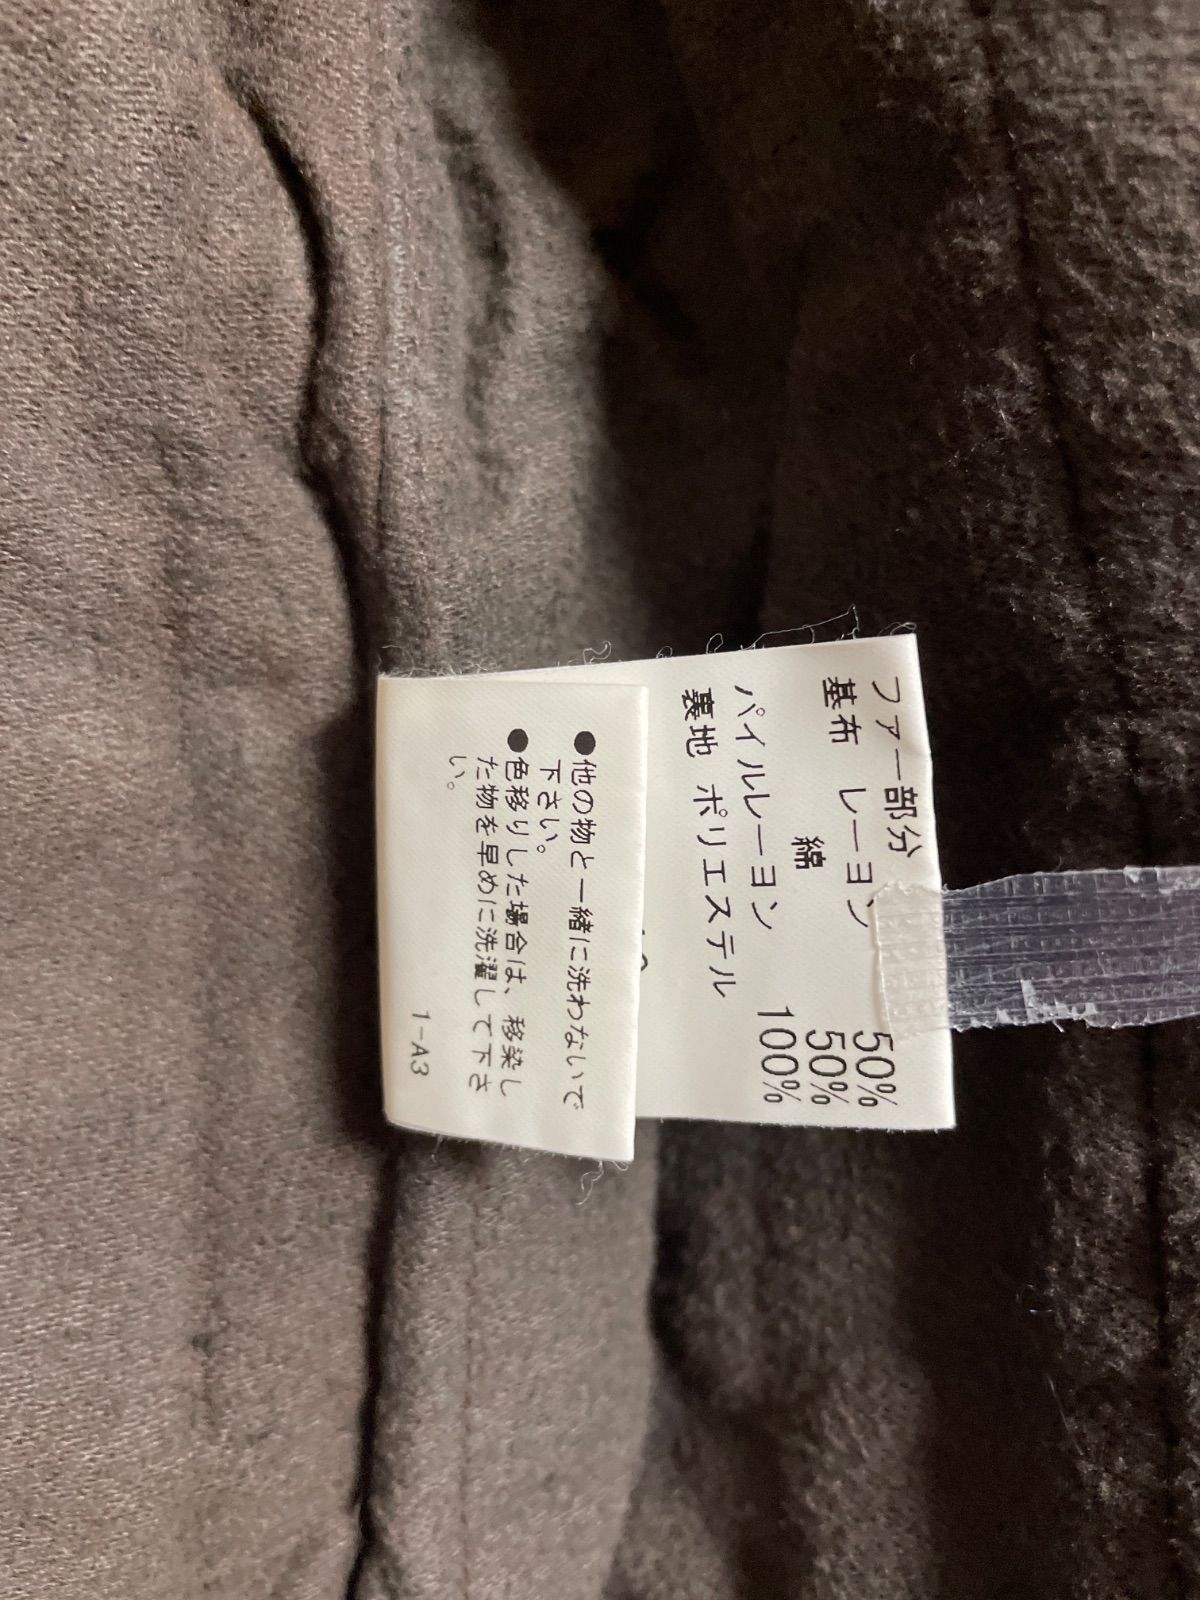 ファー部分
基布 レーヨン 50%
綿 50%
パイルレーヨン 100%
裏地 ポリエステル
●他の物と一緒に洗わないで
下さい。
●色移りした場合は、移染し
た物を早めに洗濯して下さ
い。
1-A3